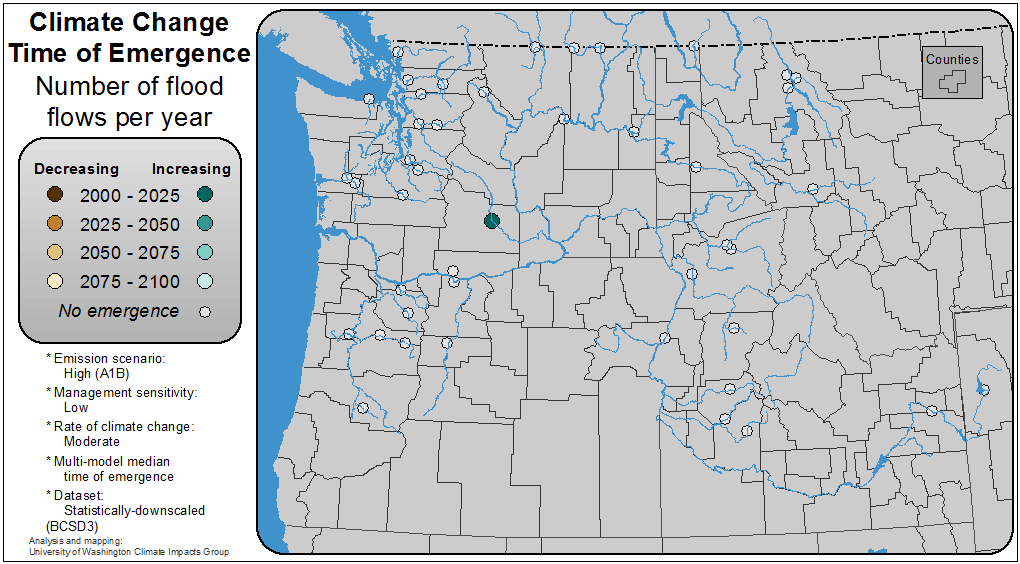 Climate Change
Time of Emergence
Number of flood
flows per year
Decreasing Increasing
2000 - 2025
2025 - 2050
2050 - 2075
2075 - 2100
No emergence
* Emission scenario:
High (A1B)
* Management sensitivity:
Low
* Rate of climate change:
Moderate
* Multi-model median
time of emergence
* Dataset:
Statistically-downscaled
(BCSD3)
Analysis and mapping:
University of Washington Climate Impacts Group
Counties